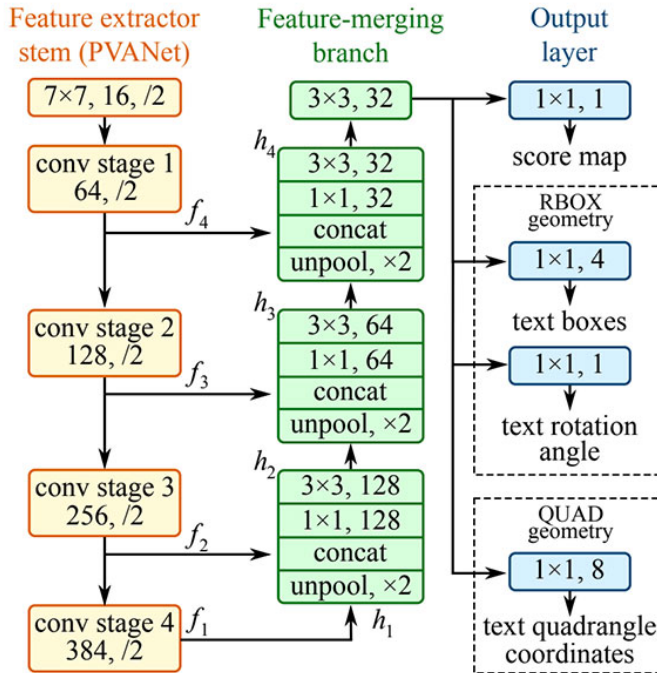 Feature extractor
stem (PVANet)
7×7, 16, /2
conv stage 1
64, /2
f4
conv stage 2
128, /2
f3
conv stage 3
256, /2
f2
conv stage 4
384, /2
f1
Feature-merging
branch
3×3, 32
h4
3×3, 32
1×1, 32
concat
unpool, ×2
h3
3×3, 64
1×1, 64
concat
unpool, ×2
h2
3×3, 128
1×1, 128
concat
unpool, ×2
h1
Output
layer
1×1, 1
score map
RBOX
geometry
1×1, 4
text boxes
1×1, 1
text rotation
angle
QUAD
geometry
1×1, 8
text quadrangle
coordinates